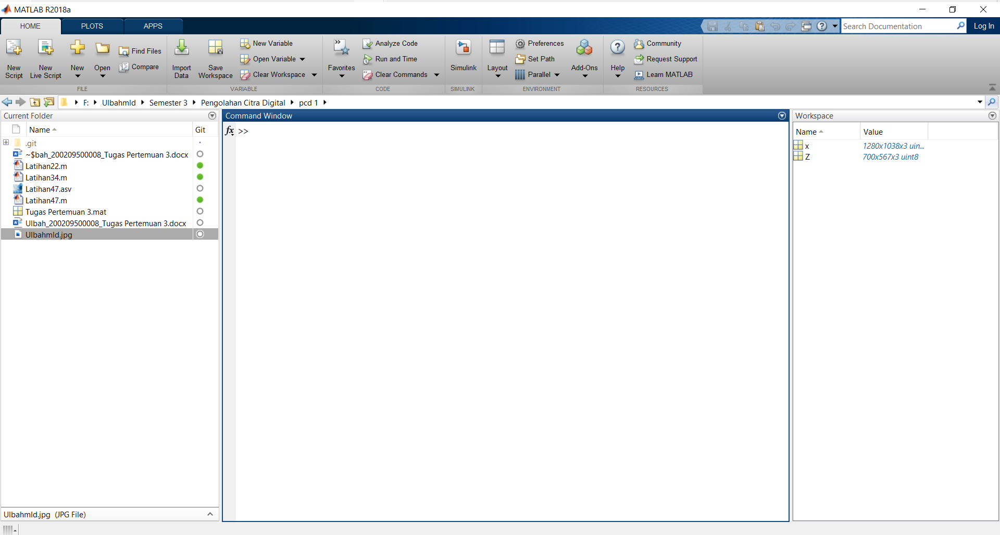 MATLAB R2018a
HOME PLOTS APPS
Search Documentation
Log In
New Script
New Live Script
New
Open
Find Files
Compare
FILE
Import Data
Save Workspace
New Variable
Open Variable
Clear Workspace
VARIABLE
Favorites
Analyze Code
Run and Time
Clear Commands
CODE
Simulink
SIMULINK
Layout
Preferences
Set Path
Parallel
Add-Ons
ENVIRONMENT
Help
Community
Request Support
Learn MATLAB
RESOURCES
F: Ulbahmld Semester 3 Pengolahan Citra Digital pcd 1
Current Folder
Name Git
.git
~$bah_200209500008_Tugas Pertemuan 3.docx
Latihan22.m
Latihan34.m
Latihan47.asv
Latihan47.m
Tugas Pertemuan 3.mat
Ulbah_200209500008_Tugas Pertemuan 3.docx
Ulbahmld.jpg
Ulbahmld.jpg (JPG File)
Command Window
fx >>
Workspace
Name Value
x 1280x1038x3 uin...
Z 700x567x3 uint8